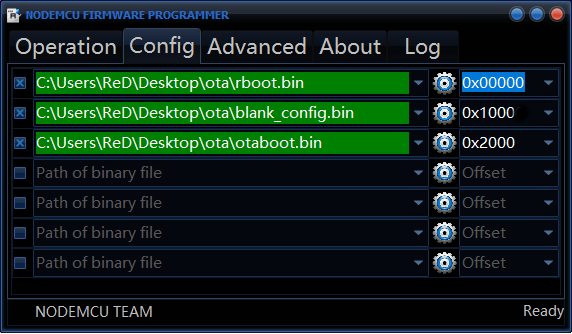 NODEMCU FIRMWARE PROGRAMMER
Operation Config Advanced About Log
C:\Users\ReD\Desktop\ota\rboot.bin 0x00000
C:\Users\ReD\Desktop\ota\blank_config.bin 0x1000
C:\Users\ReD\Desktop\ota\otaboot.bin 0x2000
Path of binary file Offset
Path of binary file Offset
Path of binary file Offset
Path of binary file Offset
NODEMCU TEAM Ready